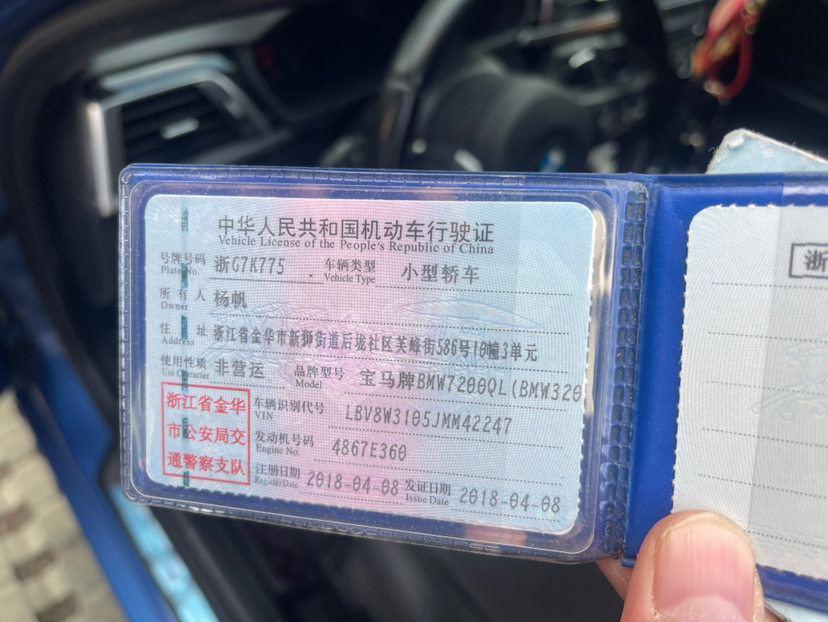 中华人民共和国机动车行驶证
Vehicle License of the People's Republic of China
号牌号码 浙G7K775 车辆类型 小型轿车
Plate No. Vehicle Type
所有人 杨帆
Owner
住址 浙江省金华市新狮街道后垅社区芙峰街586号10幢3单元
Address
使用性质 非营运 品牌型号 宝马牌BMW7200QL(BMW320
Use Character Model
浙江省金华
市公安局交
通警察支队
车辆识别代号 LBV8W3105JMM42247
VIN
发动机号码 4867E360
Engine No.
注册日期 2018-04-08 发证日期 2018-04-08
Register Date Issue Date
浙